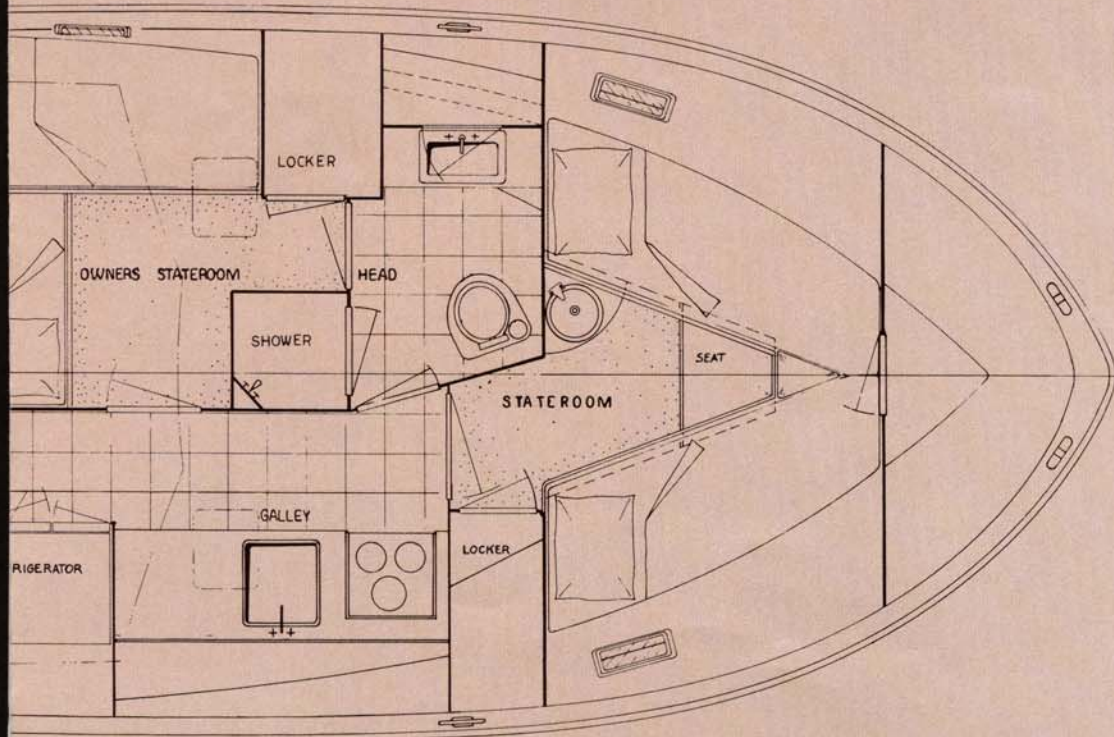 LOCKER
OWNERS STATEROOM
HEAD
SHOWER
SEAT
STATEROOM
GALLEY
LOCKER
RIGERATOR